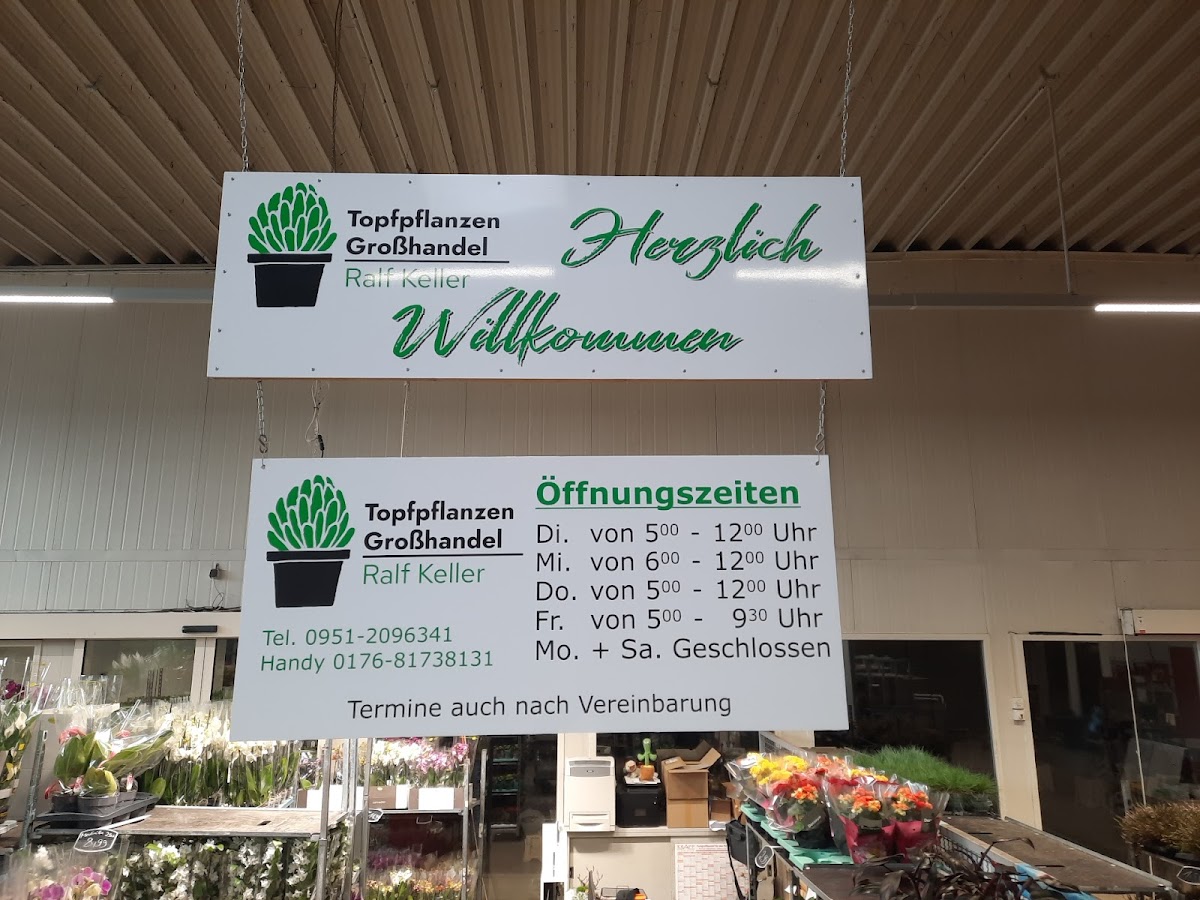 Topfpflanzen
Großhandel
Ralf Keller
Herzlich
Willkommen
Topfpflanzen
Großhandel
Ralf Keller
Tel. 0951-2096341
Handy 0176-81738131
Öffnungszeiten
Di. von 5⁰⁰ - 12⁰⁰ Uhr
Mi. von 6⁰⁰ - 12⁰⁰ Uhr
Do. von 5⁰⁰ - 12⁰⁰ Uhr
Fr. von 5⁰⁰ - 9³⁰ Uhr
Mo. + Sa. Geschlossen
Termine auch nach Vereinbarung